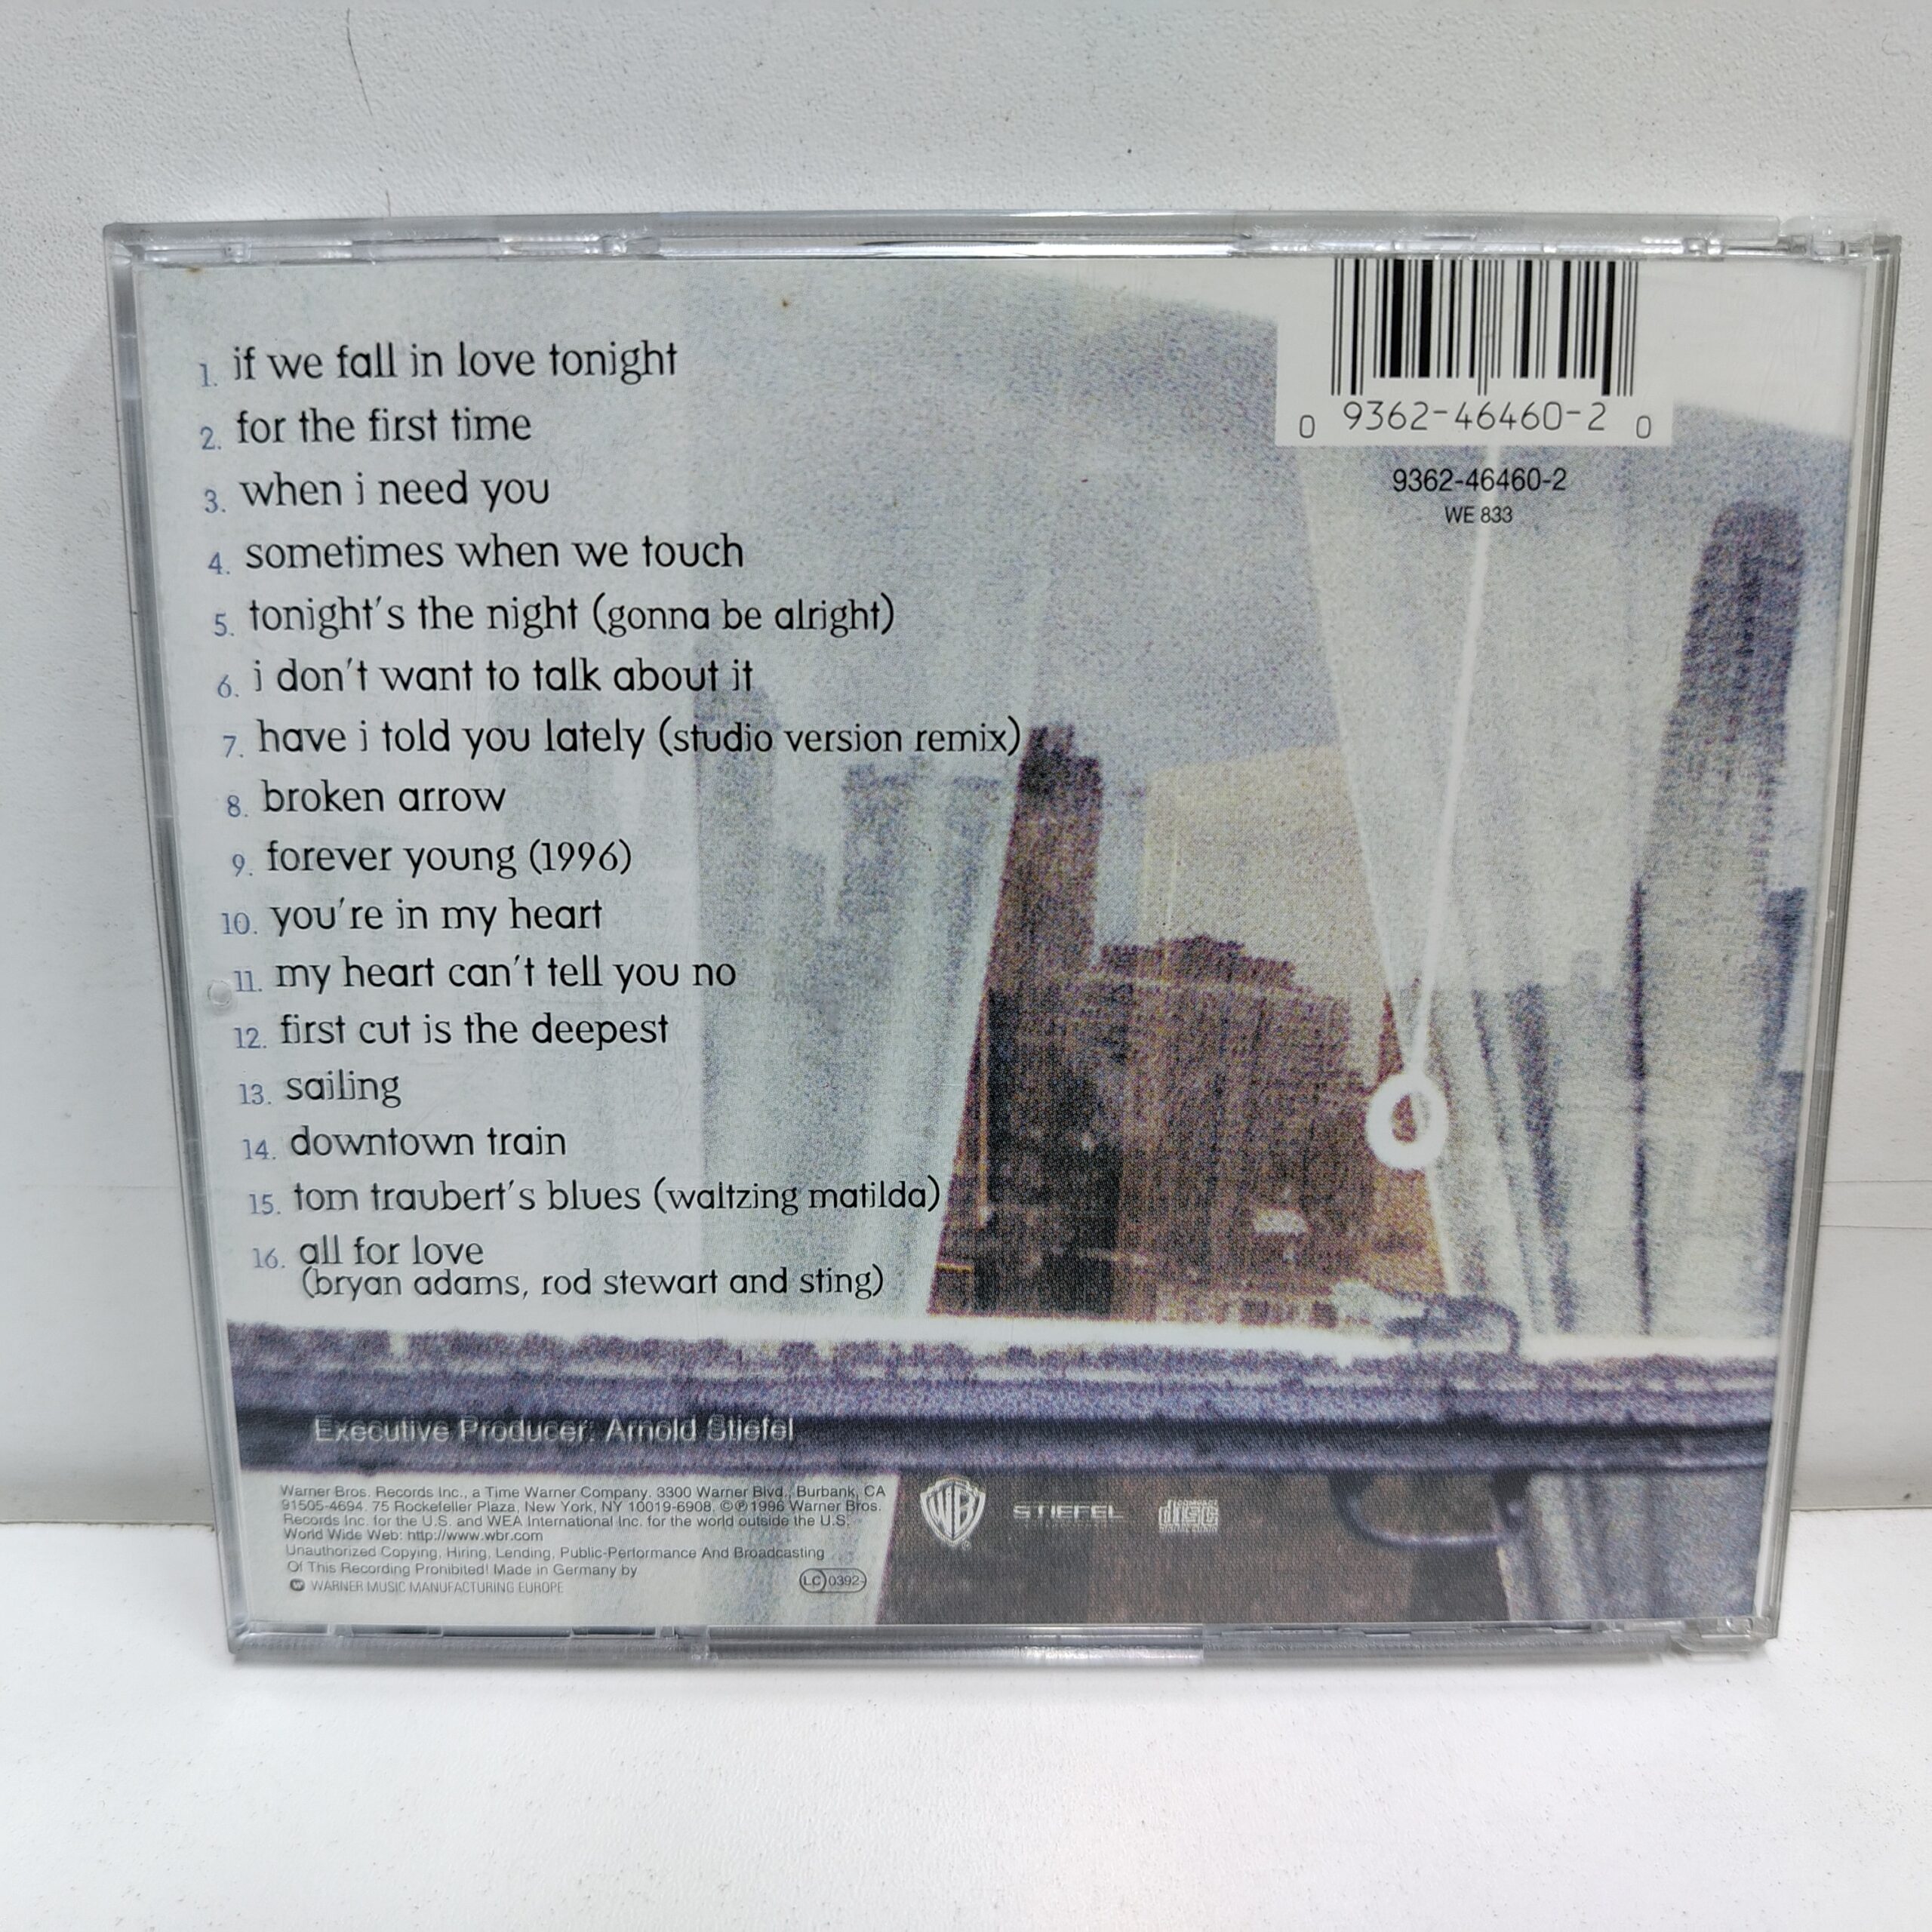 1. if we fall in love tonight
2. for the first time
3. when i need you
4. sometimes when we touch
5. tonight's the night (gonna be alright)
6. i don't want to talk about it
7. have i told you lately (studio version remix)
8. broken arrow
9. forever young (1996)
10. you're in my heart
11. my heart can't tell you no
12. first cut is the deepest
13. sailing
14. downtown train
15. tom traubert's blues (waltzing matilda)
16. all for love
(bryan adams, rod stewart and sting)
0 9362-46460-2 0
9362-46460-2
WE 833
Executive Producer: Arnold Stiefel
Warner Bros. Records Inc., a Time Warner Company. 3300 Warner Blvd., Burbank, CA
91505-4694. 75 Rockefeller Plaza, New York, NY 10019-6908. ©℗1996 Warner Bros.
Records Inc. for the U.S. and WEA International Inc. for the world outside the U.S.
World Wide Web: http://www.wbr.com
Unauthorized Copying, Hiring, Lending, Public-Performance And Broadcasting
Of This Recording Prohibited! Made in Germany by
WARNER MUSIC MANUFACTURING EUROPE
LC 0392
WB
STIEFEL
COMPACT
disc